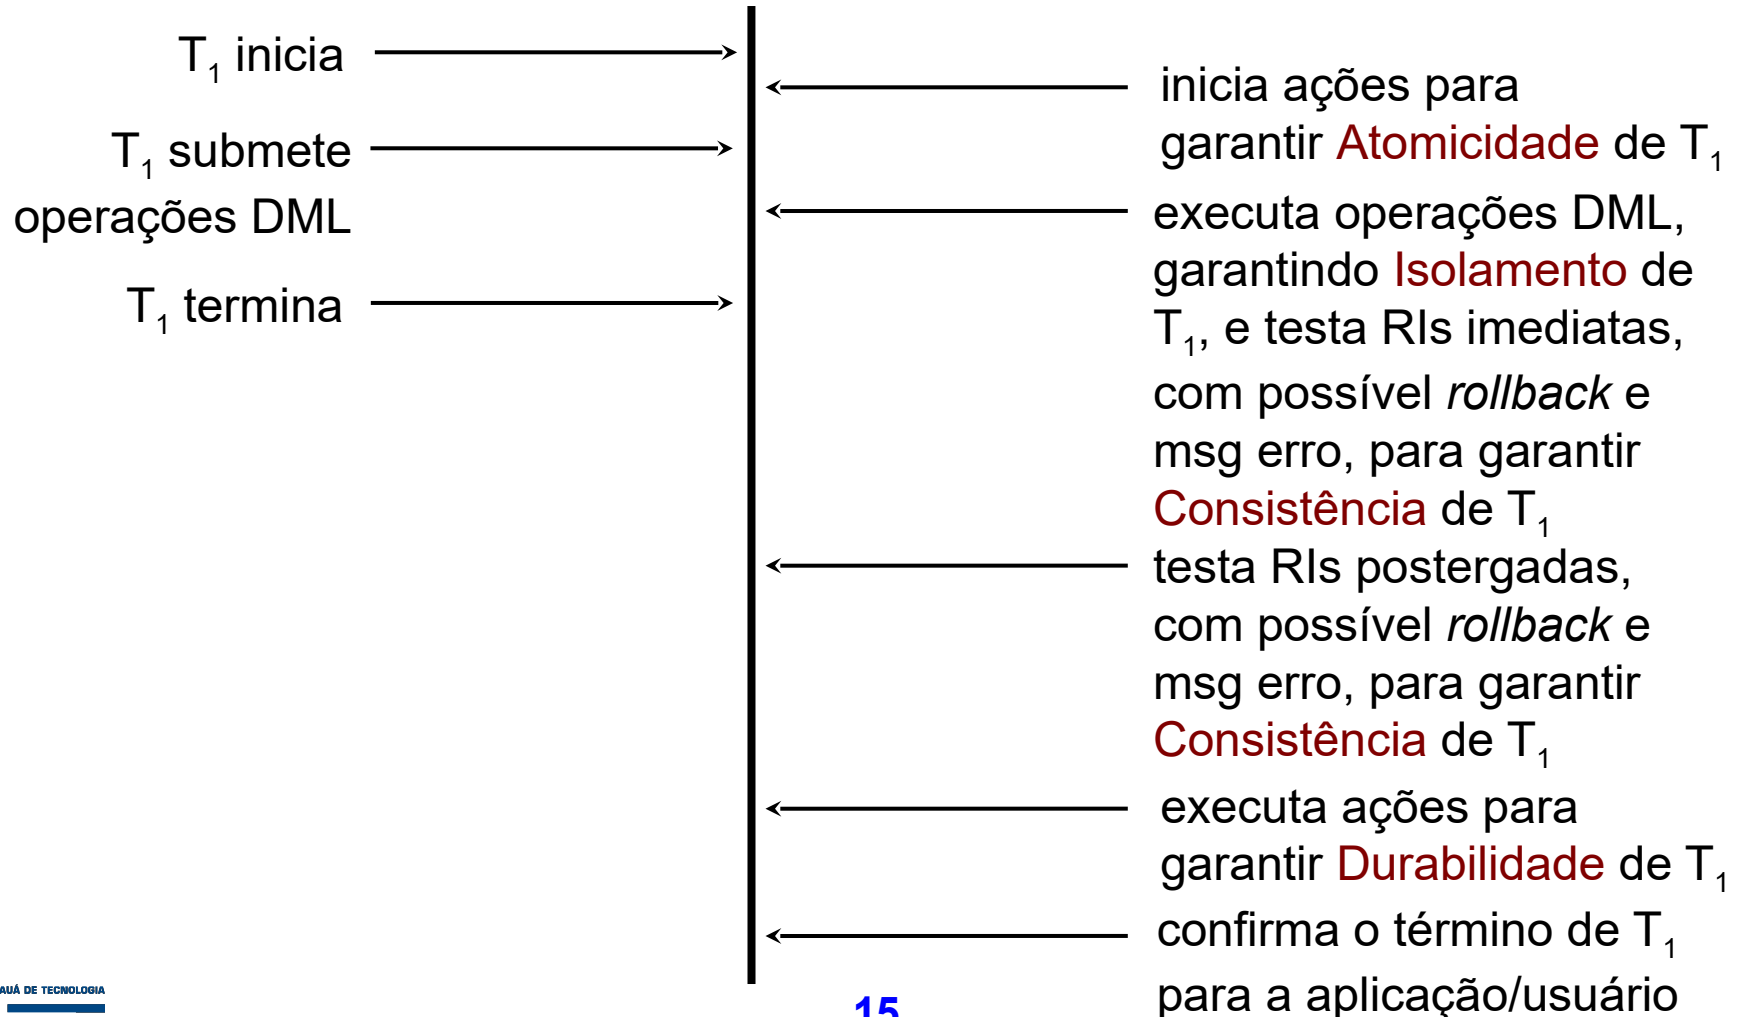 T1 inicia
T1 submete
operações DML
T1 termina
inicia ações para
garantir Atomicidade de T1
executa operações DML,
garantindo Isolamento de
T1, e testa RIs imediatas,
com possível rollback e
msg erro, para garantir
Consistência de T1
testa RIs postergadas,
com possível rollback e
msg erro, para garantir
Consistência de T1
executa ações para
garantir Durabilidade de T1
confirma o término de T1
para a aplicação/usuário
AUÁ DE TECNOLOGIA
15